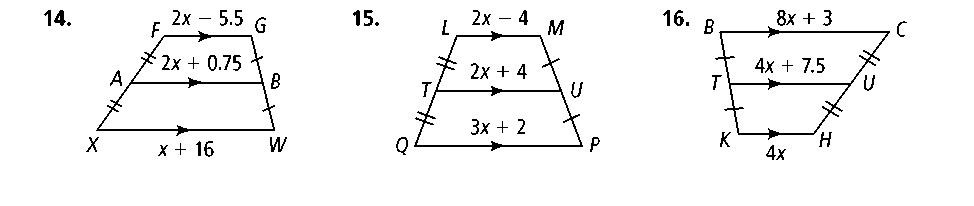 14.
F 2x − 5.5 G
2x + 0.75
A B
X x + 16 W
15.
L 2x − 4 M
2x + 4
T U
3x + 2
Q P
16.
B 8x + 3 C
4x + 7.5
T U
K 4x H